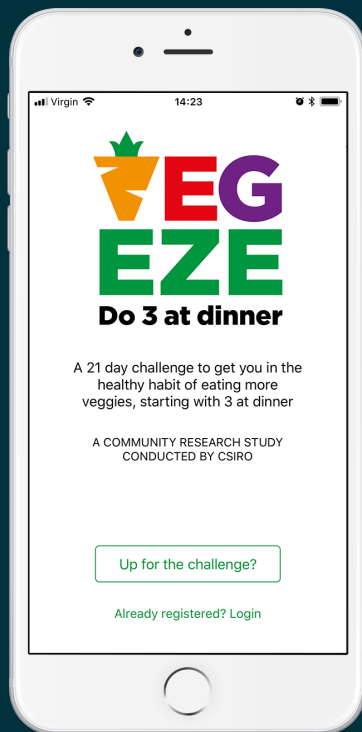 Virgin 14:23
VEG
EZE
Do 3 at dinner
A 21 day challenge to get you in the
healthy habit of eating more
veggies, starting with 3 at dinner
A COMMUNITY RESEARCH STUDY
CONDUCTED BY CSIRO
Up for the challenge?
Already registered? Login